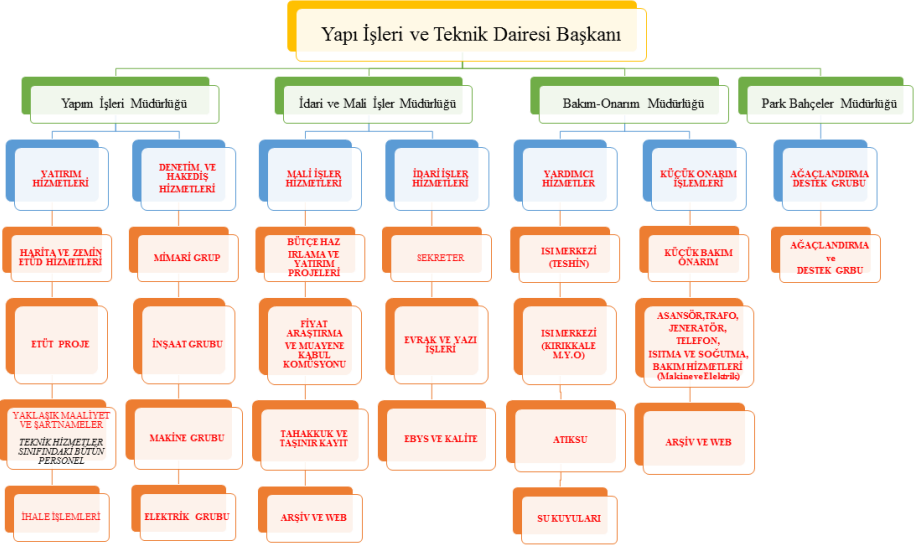 Yapı İşleri ve Teknik Dairesi Başkanı
Yapım İşleri Müdürlüğü
İdari ve Mali İşler Müdürlüğü
Bakım-Onarım Müdürlüğü
Park Bahçeler Müdürlüğü
YATIRIM
HİZMETLERİ
DENETİM, VE
HAKEDİŞ
HİZMETLERİ
MALİ İŞLER
HİZMETLERİ
İDARİ İŞLER
HİZMETLERİ
YARDIMCI
HİZMETLER
KÜÇÜK ONARIM
İŞLEMLERİ
AĞAÇLANDIRMA
DESTEK GRUBU
HARİTA VE ZEMİN
ETÜD HİZMETLERİ
MİMARİ GRUP
BÜTÇE HAZ
IRLAMA VE
YATIRIM
PROJELERİ
SEKRETER
ISI MERKEZİ
(TESHİN)
KÜÇÜK BAKIM
ONARIM
AĞAÇLANDIRMA
ve
DESTEK GRBU
ETÜT PROJE
İNŞAAT GRUBU
FİYAT
ARAŞTIRMA
VE MUAYENE
KABUL
KOMÜSYONU
EVRAK VE YAZI
İŞLERİ
ISI MERKEZİ
(KIRIKKALE
M.Y.O)
ASANSÖR,TRAFO,
JENERATÖR,
TELEFON,
ISITMA VE SOĞUTMA,
BAKIM HİZMETLERİ
(Makine ve Elektrik)
YAKLAŞIK MAALİYET
VE ŞARTNAMELER
TEKNİK HİZMETLER
SINIFINDAKİ BÜTÜN
PERSONEL
MAKİNE GRUBU
TAHAKKUK VE
TAŞINIR KAYIT
EBYS VE KALİTE
ATIKSU
ARŞİV VE WEB
İHALE İŞLEMLERİ
ELEKTRİK GRUBU
ARŞİV VE WEB
SU KUYULARI